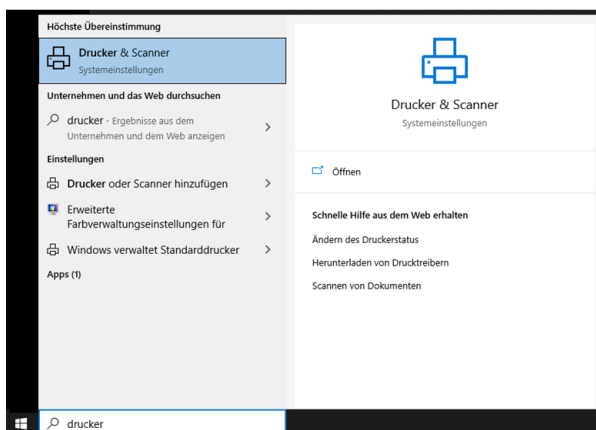 Höchste Übereinstimmung
Drucker & Scanner
Systemeinstellungen
Unternehmen und das Web durchsuchen
drucker - Ergebnisse aus dem
Unternehmen und dem Web anzeigen
Einstellungen
Drucker oder Scanner hinzufügen
Erweiterte
Farbverwaltungseinstellungen für
Windows verwaltet Standarddrucker
Apps (1)
drucker
Drucker & Scanner
Systemeinstellungen
Öffnen
Schnelle Hilfe aus dem Web erhalten
Ändern des Druckerstatus
Herunterladen von Drucktreibern
Scannen von Dokumenten